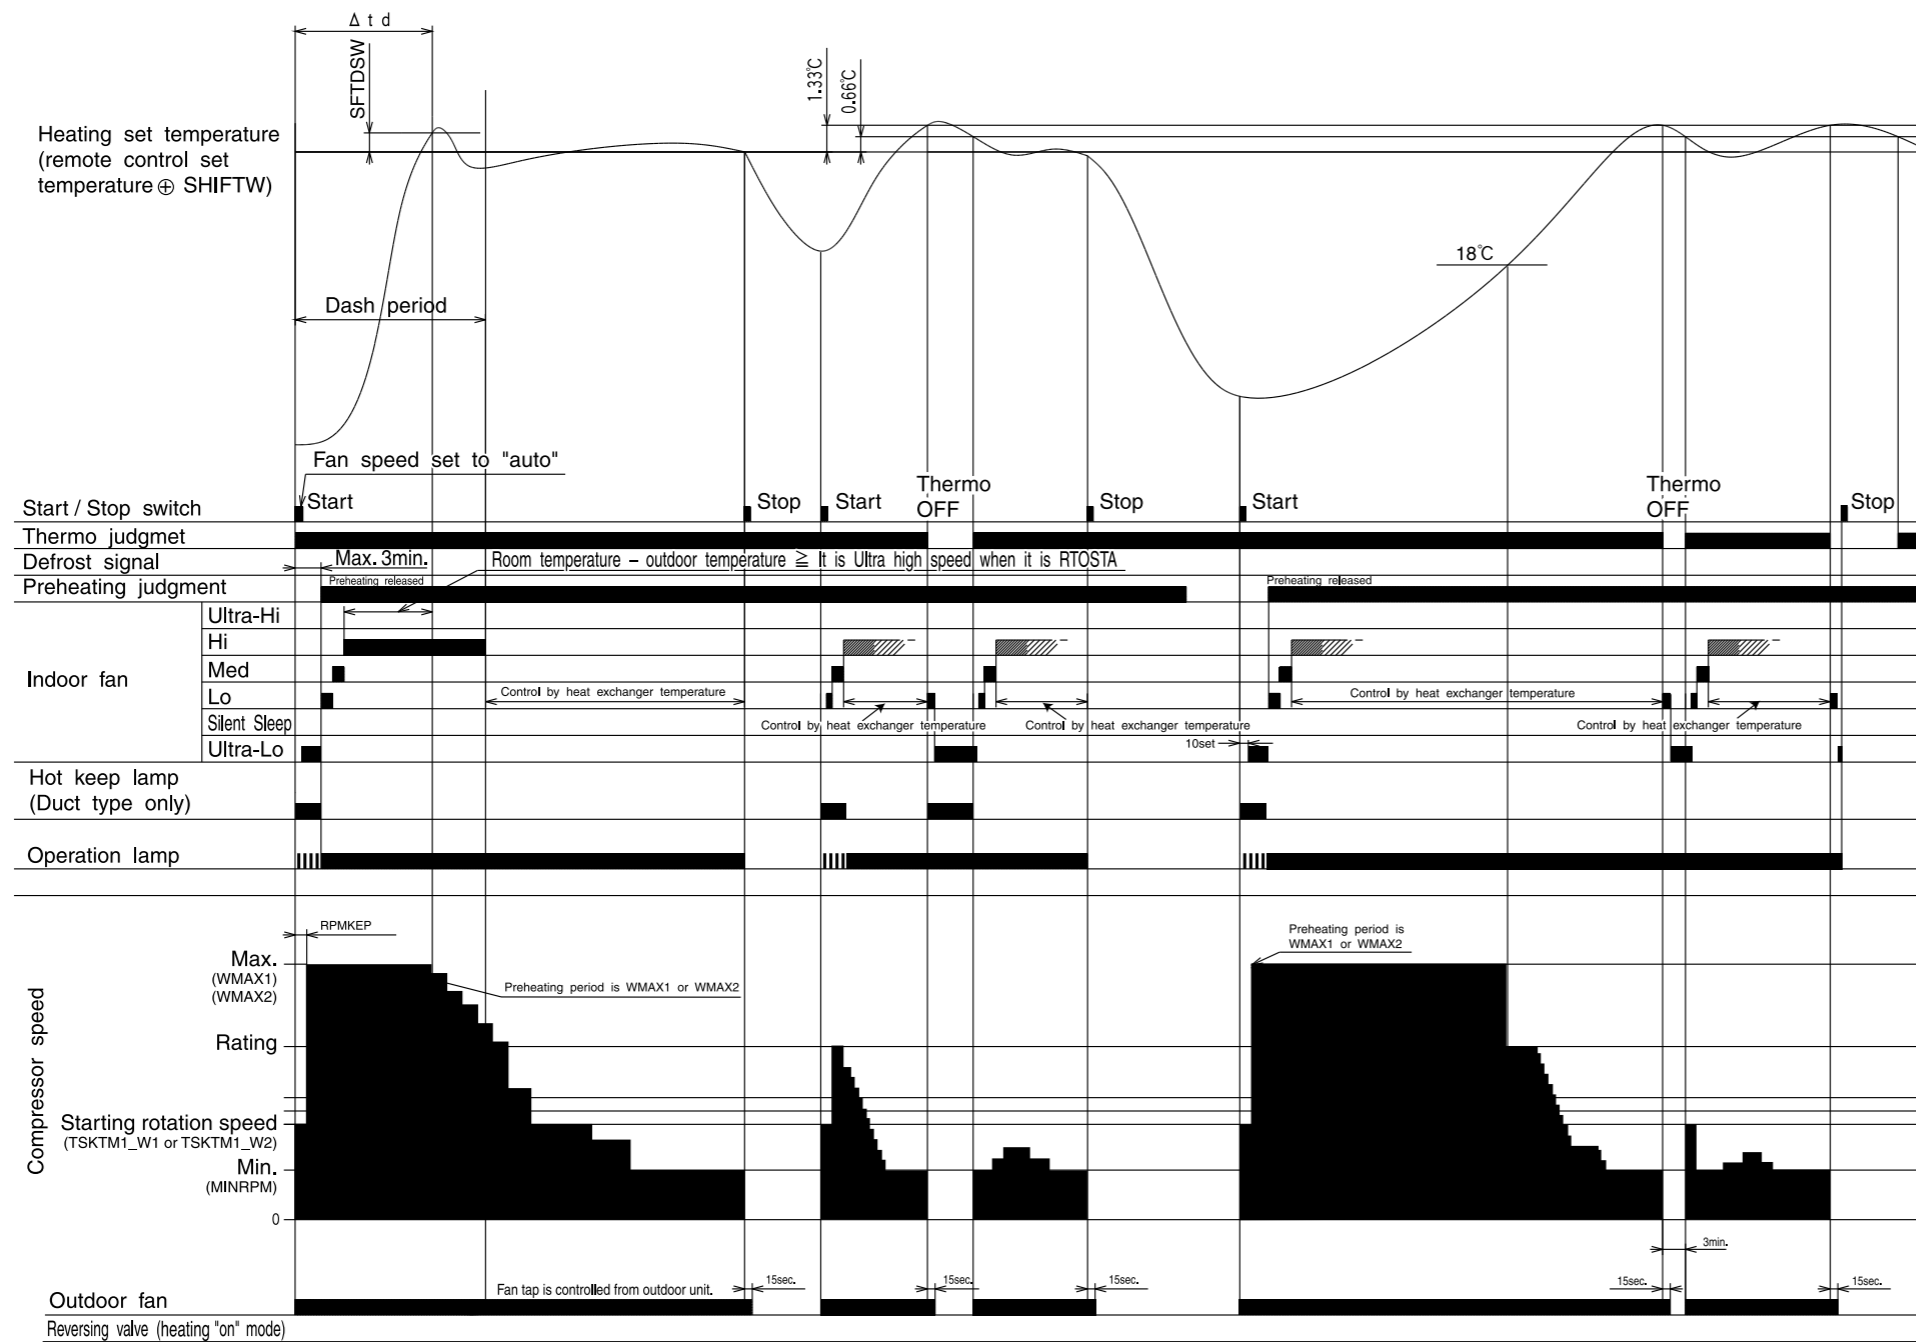 Δ t d
SFTDSW
1.33℃
0.66℃
Heating set temperature
(remote control set
temperature ⊕ SHIFTW)
18℃
Dash period
Fan speed set to "auto"
Start / Stop switch
Start
Stop
Start
Thermo
OFF
Stop
Start
Thermo
OFF
Stop
Thermo judgmet
Defrost signal
Max. 3min.
Room temperature – outdoor temperature ≧ It is Ultra high speed when it is RTOSTA
Preheating judgment
Preheating released
Preheating released
Indoor fan
Ultra-Hi
Hi
Med
Lo
Control by heat exchanger temperature
Control by heat exchanger temperature
Silent Sleep
Control by heat exchanger temperature
Control by heat exchanger temperature
Control by heat exchanger temperature
Ultra-Lo
10set
Hot keep lamp
(Duct type only)
Operation lamp
RPMKEP
Preheating period is
WMAX1 or WMAX2
Compressor speed
Max.
(WMAX1)
(WMAX2)
Preheating period is WMAX1 or WMAX2
Rating
Starting rotation speed
(TSKTM1_W1 or TSKTM1_W2)
Min.
(MINRPM)
0
3min.
Fan tap is controlled from outdoor unit.
15sec.
15sec.
15sec.
15sec.
15sec.
Outdoor fan
Reversing valve (heating "on" mode)